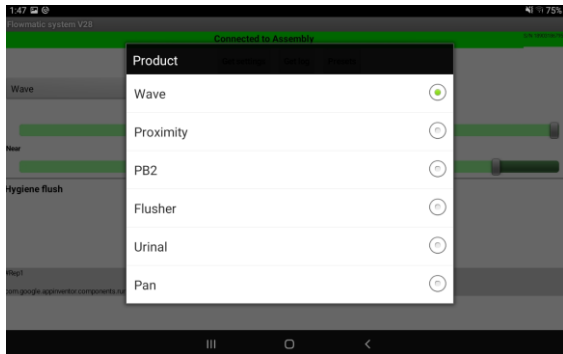 1:47 75%
Flowmatic system V28
Connected to Assembly
Product
Wave
Wave
Proximity
Near
PB2
Hygiene flush
Flusher
Urinal
Pan
com.google.appinventor.components.ru